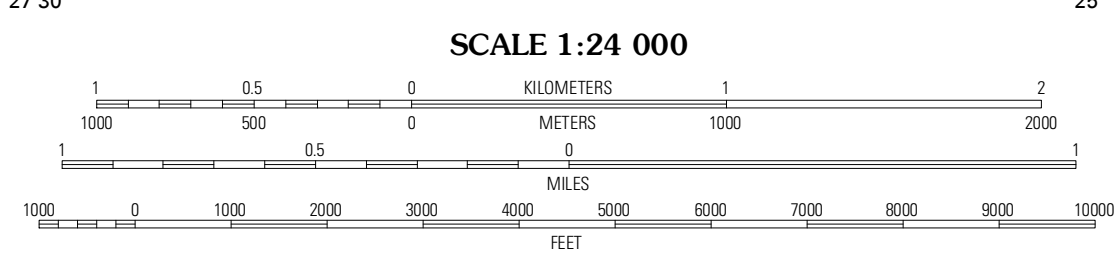 27'30" 25'
SCALE 1:24 000
1 0.5 0 KILOMETERS 1 2
1000 500 0 METERS 1000 2000
1 0.5 0 1
MILES
1000 0 1000 2000 3000 4000 5000 6000 7000 8000 9000 10000
FEET